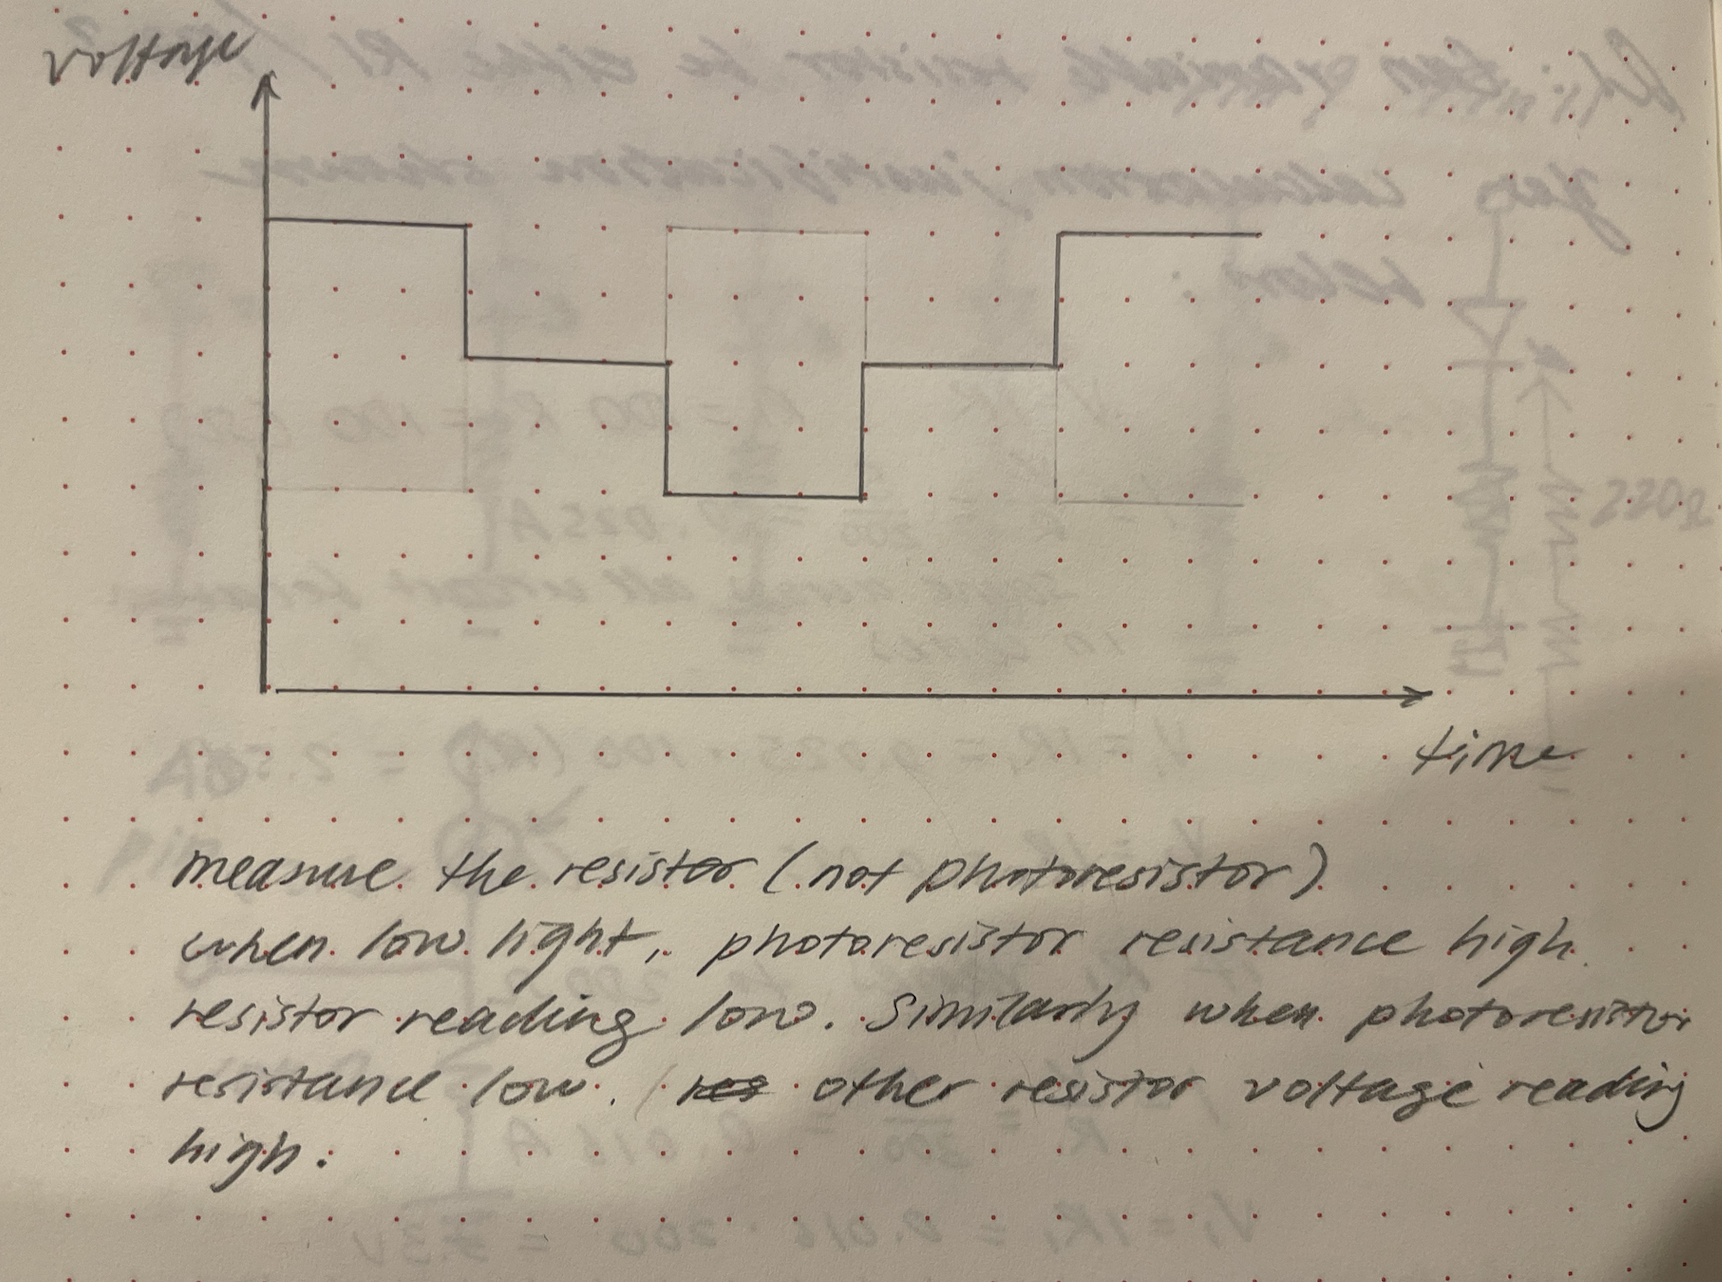 voltage
time
measure the resistor (not photoresistor)
when low light, photoresistor resistance high
resistor reading low. Similarly when photoresistor
resistance low. other resistor voltage reading
high.
220Ω